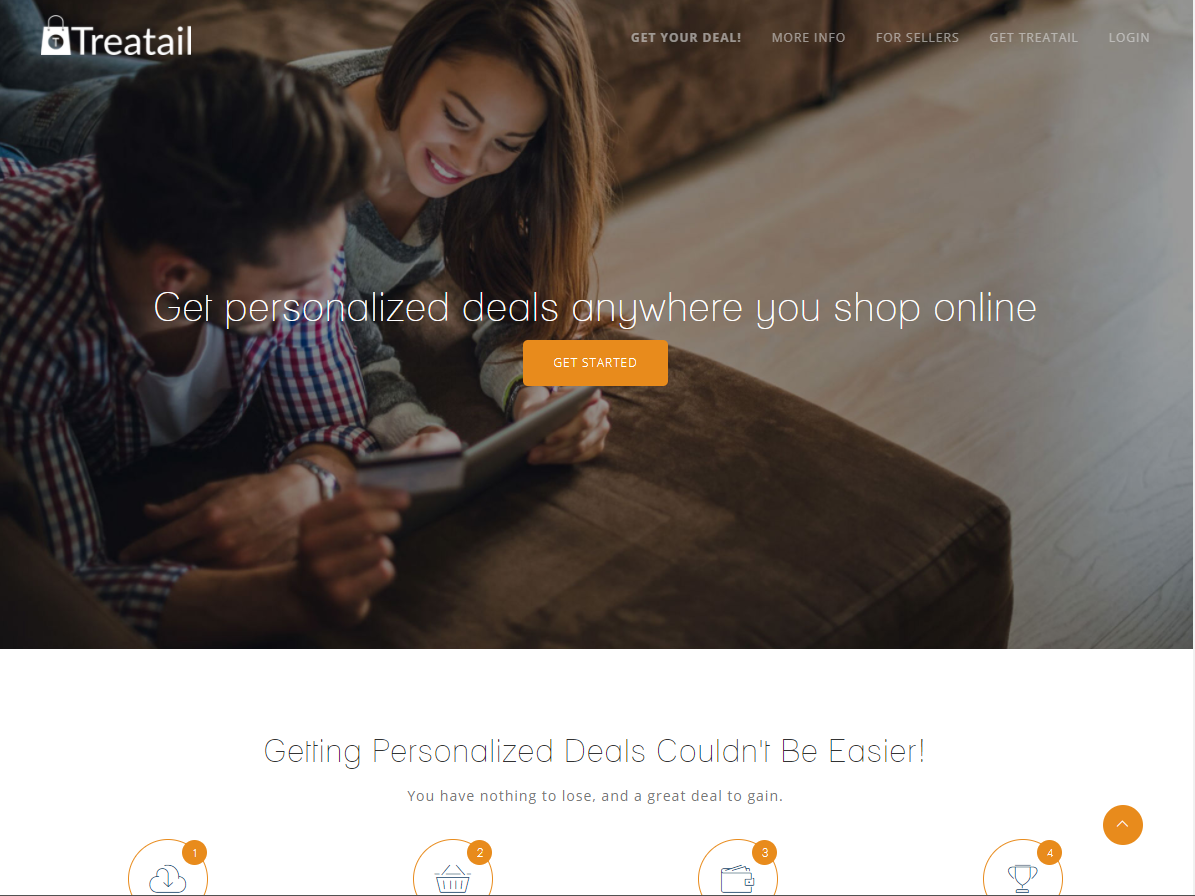 Treatail
GET YOUR DEAL! MORE INFO FOR SELLERS GET TREATAIL LOGIN
Get personalized deals anywhere you shop online
GET STARTED
Getting Personalized Deals Couldn't Be Easier!
You have nothing to lose, and a great deal to gain.
1 2 3 4